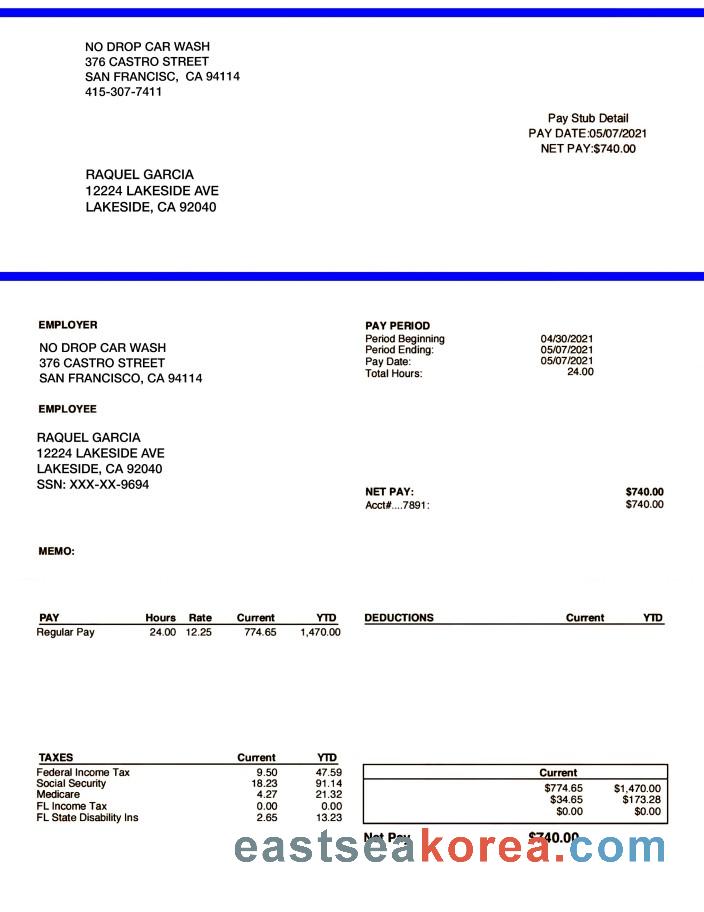 NO DROP CAR WASH
376 CASTRO STREET
SAN FRANCISC, CA 94114
415-307-7411
Pay Stub Detail
PAY DATE:05/07/2021
NET PAY:$740.00
RAQUEL GARCIA
12224 LAKESIDE AVE
LAKESIDE, CA 92040
EMPLOYER
NO DROP CAR WASH
376 CASTRO STREET
SAN FRANCISCO, CA 94114
EMPLOYEE
RAQUEL GARCIA
12224 LAKESIDE AVE
LAKESIDE, CA 92040
SSN: XXX-XX-9694
PAY PERIOD
Period Beginning 04/30/2021
Period Ending: 05/07/2021
Pay Date: 05/07/2021
Total Hours: 24.00
NET PAY: $740.00
Acct#....7891: $740.00
MEMO:
PAY Hours Rate Current YTD
Regular Pay 24.00 12.25 774.65 1,470.00
DEDUCTIONS Current YTD
TAXES Current YTD
Federal Income Tax 9.50 47.59
Social Security 18.23 91.14
Medicare 4.27 21.32
FL Income Tax 0.00 0.00
FL State Disability Ins 2.65 13.23
Current
$774.65 $1,470.00
$34.65 $173.28
$0.00 $0.00
Net Pay $740.00
eastseakorea.com